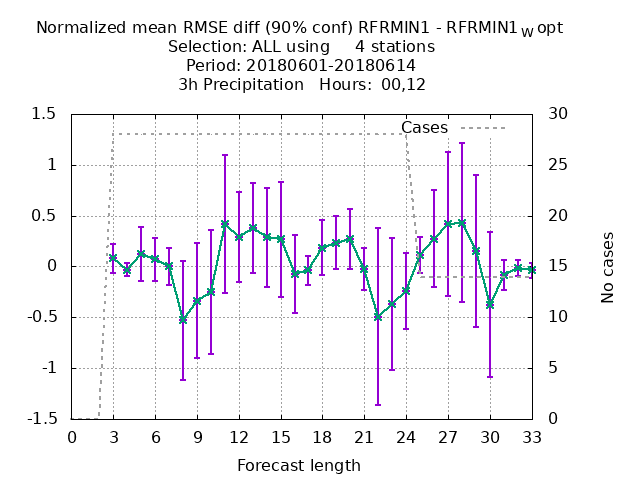 Normalized mean RMSE diff (90% conf) RFRMIN1 - RFRMIN1W opt
Selection: ALL using 4 stations
Period: 20180601-20180614
3h Precipitation Hours: 00,12
Cases
1.5
1
0.5
0
-0.5
-1
-1.5
30
25
20
15
10
5
0
No cases
0 3 6 9 12 15 18 21 24 27 30 33
Forecast length